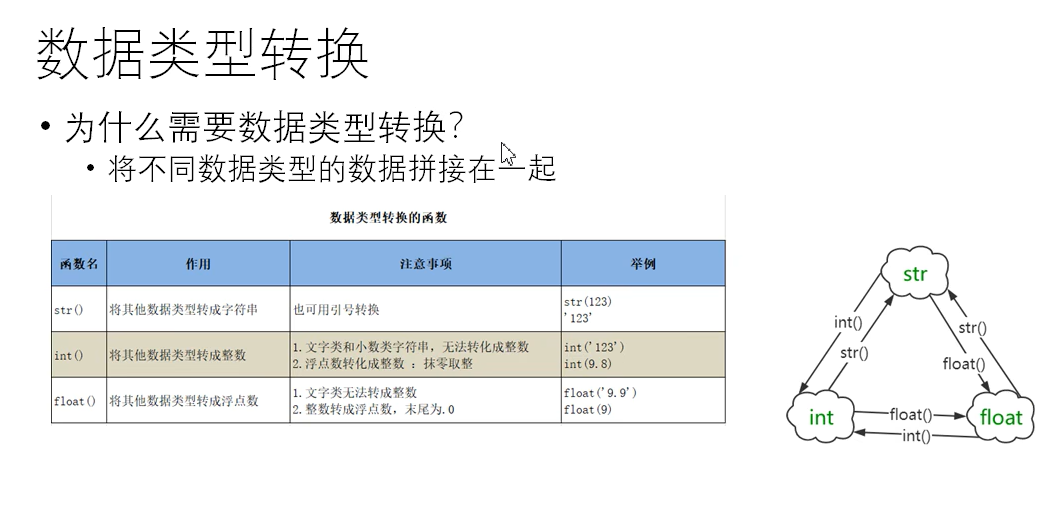 数据类型转换
• 为什么需要数据类型转换?
• 将不同数据类型的数据拼接在一起
数据类型转换的函数
函数名 作用 注意事项 举例
str() 将其他数据类型转成字符串 也可用引号转换 str(123)
'123'
int() 将其他数据类型转成整数 1.文字类和小数类字符串，无法转化成整数 int('123')
2.浮点数转化成整数 ：抹零取整 int(9.8)
float() 将其他数据类型转成浮点数 1.文字类无法转成整数 float('9.9')
2.整数转成浮点数，末尾为.0 float(9)
str
int()
str()
str()
float()
int
float()
int()
float